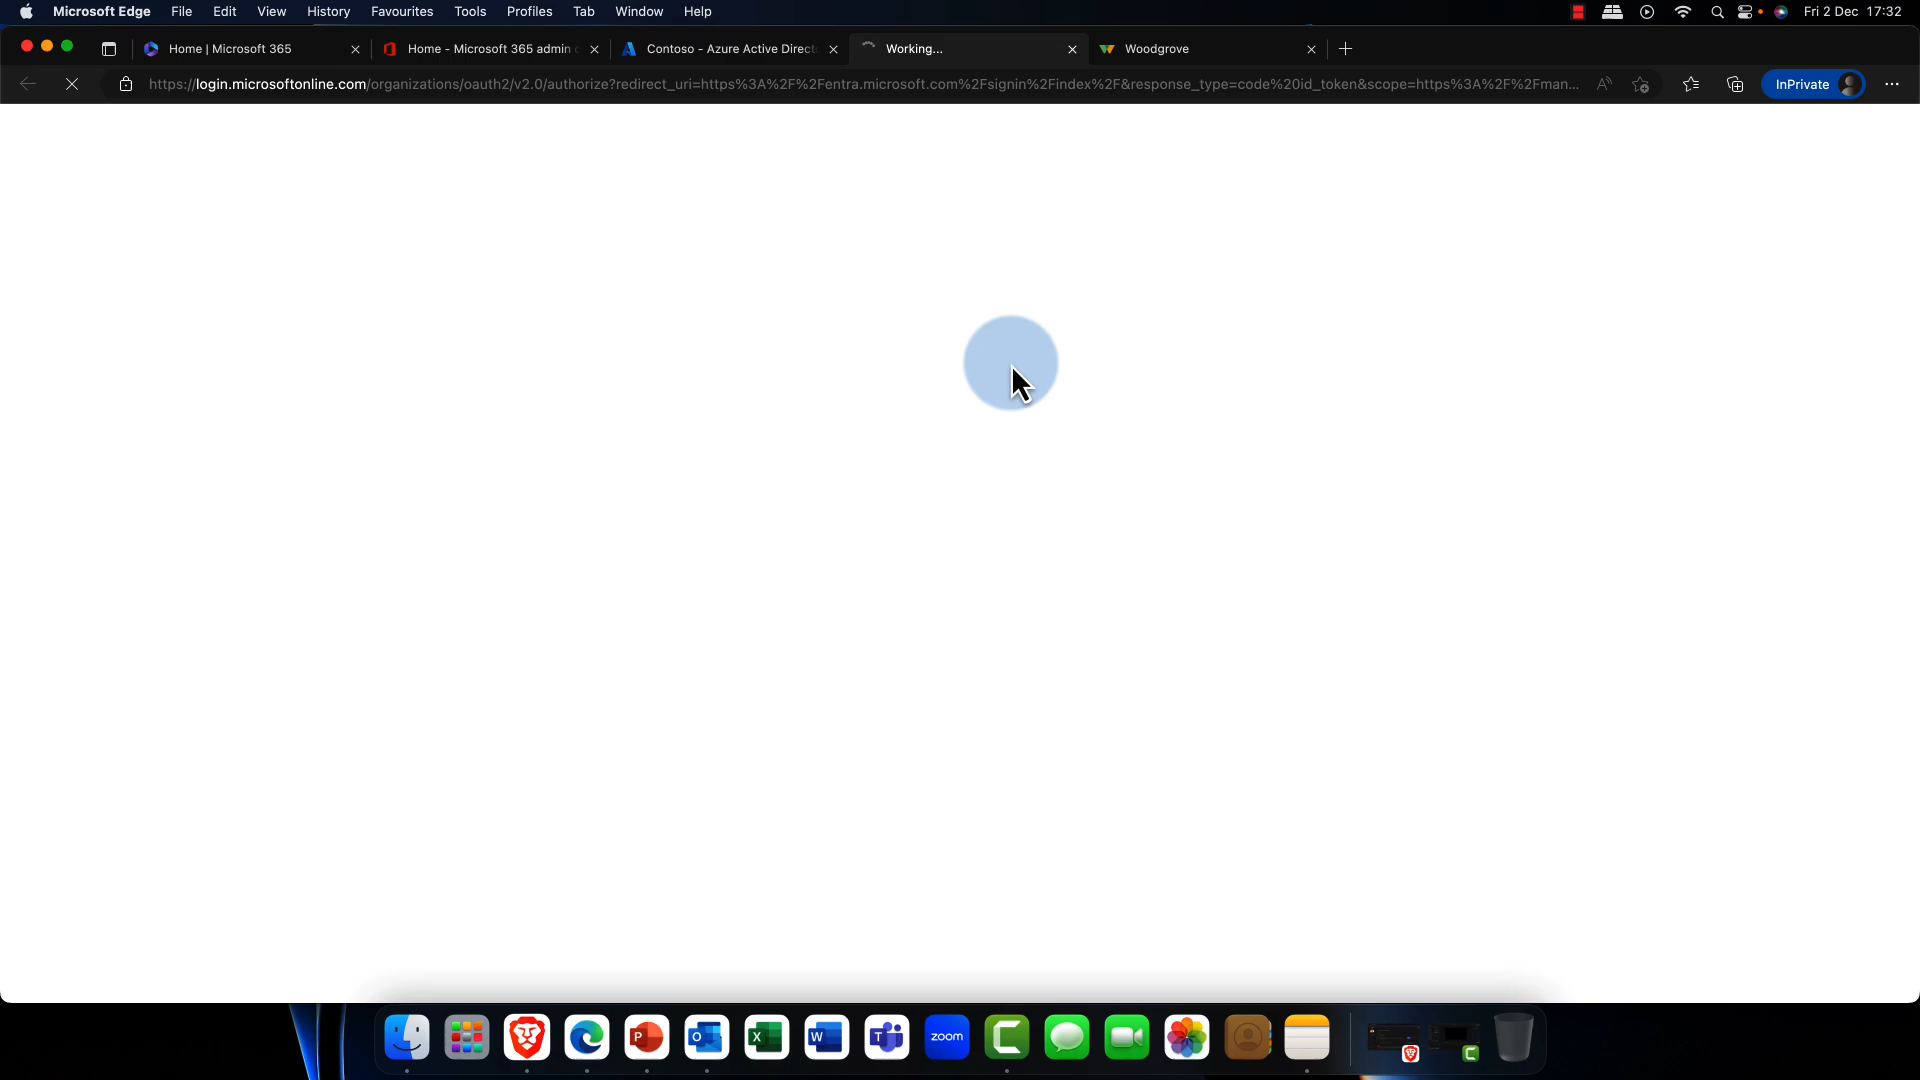 Microsoft Edge File Edit View History Favourites Tools Profiles Tab Window Help Fri 2 Dec 17:32
Home | Microsoft 365 Home - Microsoft 365 admin Contoso - Azure Active Direct Working... Woodgrove
https://login.microsoftonline.com/organizations/oauth2/v2.0/authorize?redirect_uri=https%3A%2F%2Fentra.microsoft.com%2Fsignin%2Findex%2F&response_type=code%20id_token&scope=https%3A%2F%2Fman... InPrivate
zoom